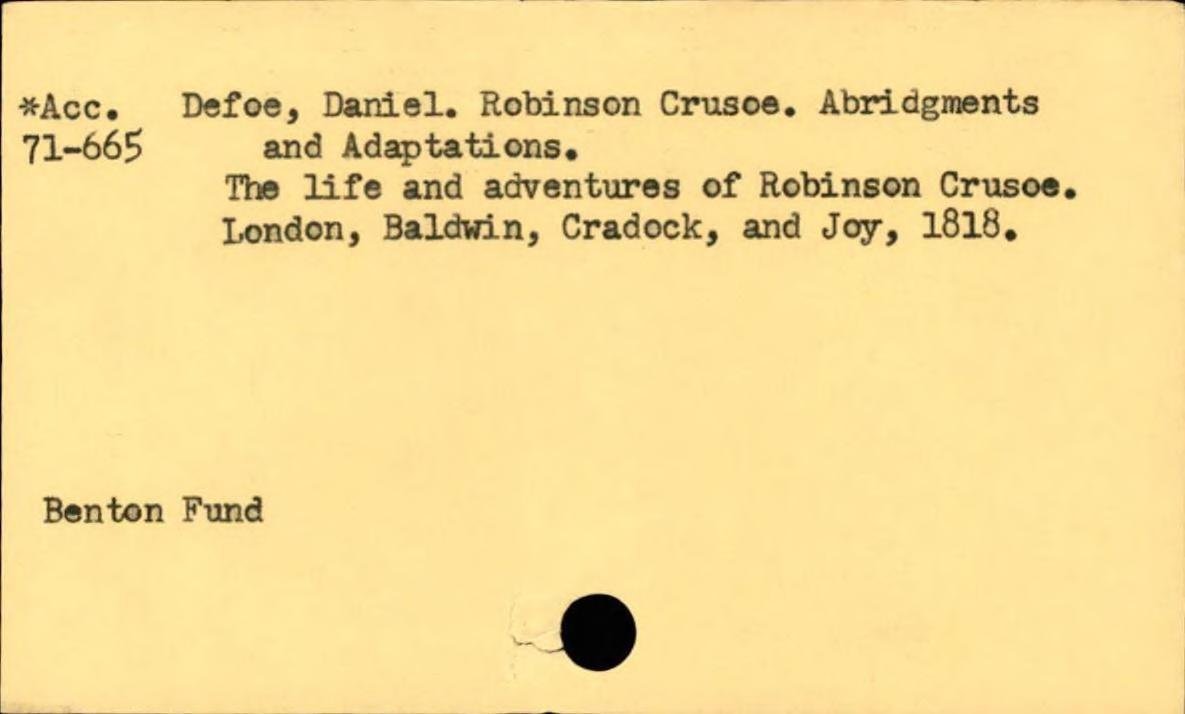 *Acc. Defoe, Daniel. Robinson Crusoe. Abridgments
71-665 and Adaptations.
The life and adventures of Robinson Crusoe.
London, Baldwin, Cradock, and Joy, 1818.
Benton Fund